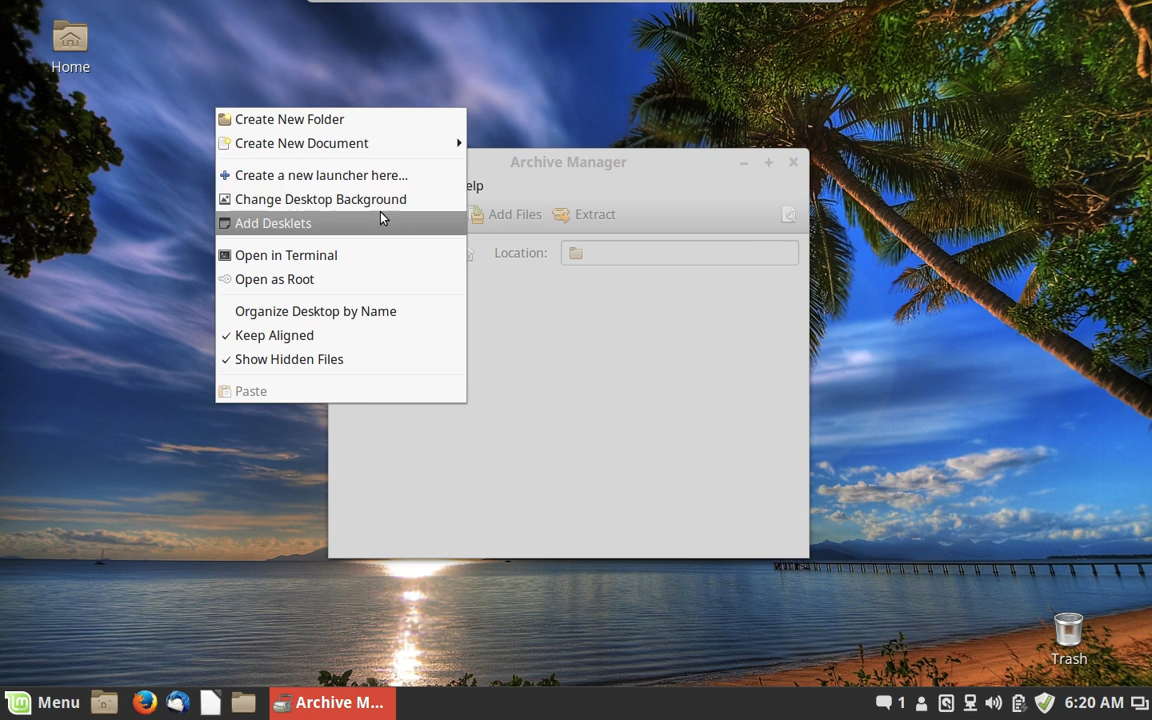 Home
Create New Folder
Create New Document
Create a new launcher here...
Change Desktop Background
Add Desklets
Open in Terminal
Open as Root
Organize Desktop by Name
Keep Aligned
Show Hidden Files
Paste
Archive Manager
elp
Add Files
Extract
Location:
Trash
Menu
Archive M...
1
6:20 AM